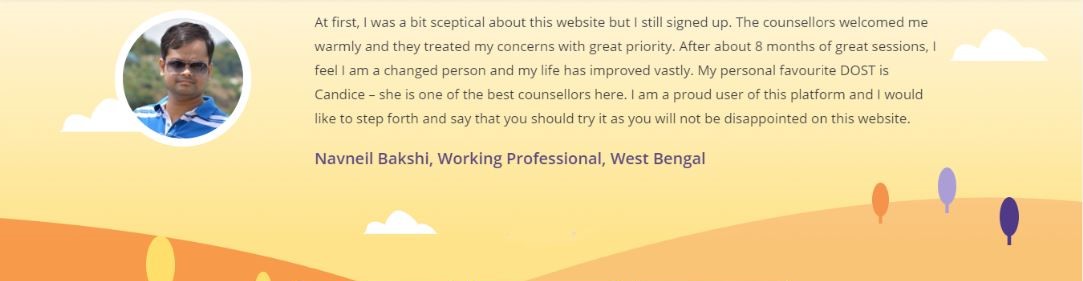 At first, I was a bit sceptical about this website but I still signed up. The counsellors welcomed me
warmly and they treated my concerns with great priority. After about 8 months of great sessions, I
feel I am a changed person and my life has improved vastly. My personal favourite DOST is
Candice – she is one of the best counsellors here. I am a proud user of this platform and I would
like to step forth and say that you should try it as you will not be disappointed on this website.
Navneil Bakshi, Working Professional, West Bengal